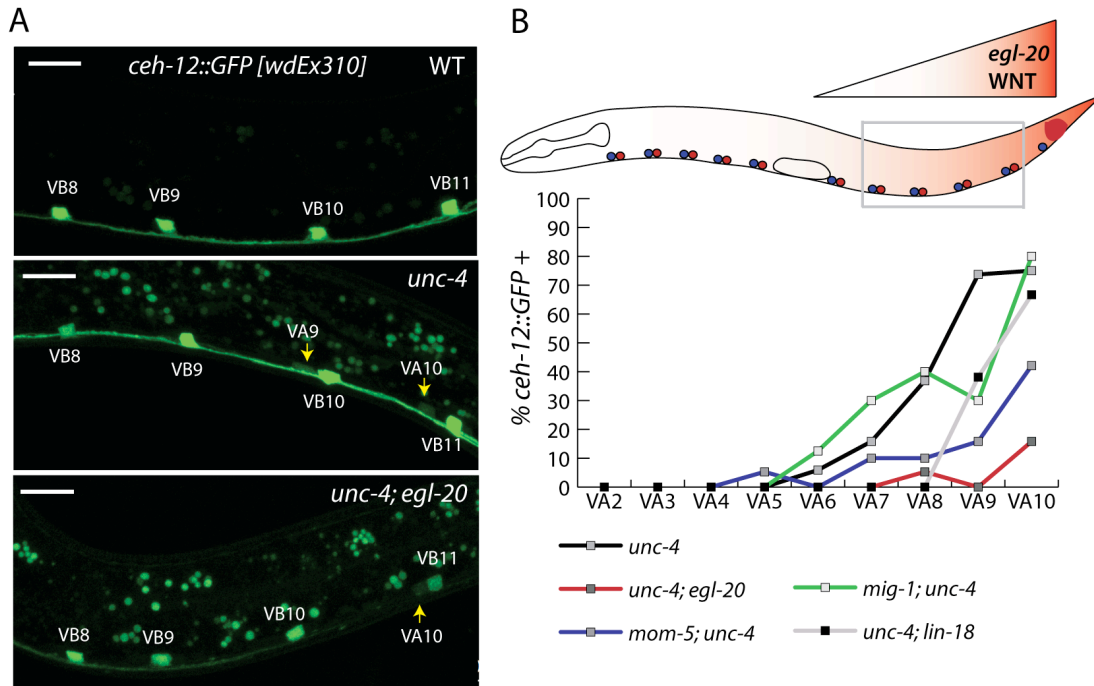 A
ceh-12::GFP [wdEx310]
WT
VB8
VB9
VB10
VB11
unc-4
VB8
VB9
VA9
VB10
VA10
VB11
unc-4; egl-20
VB8
VB9
VB10
VB11
VA10
B
egl-20
WNT
% ceh-12::GFP +
100
90
80
70
60
50
40
30
20
10
0
VA2 VA3 VA4 VA5 VA6 VA7 VA8 VA9 VA10
unc-4
unc-4; egl-20
mom-5; unc-4
mig-1; unc-4
unc-4; lin-18